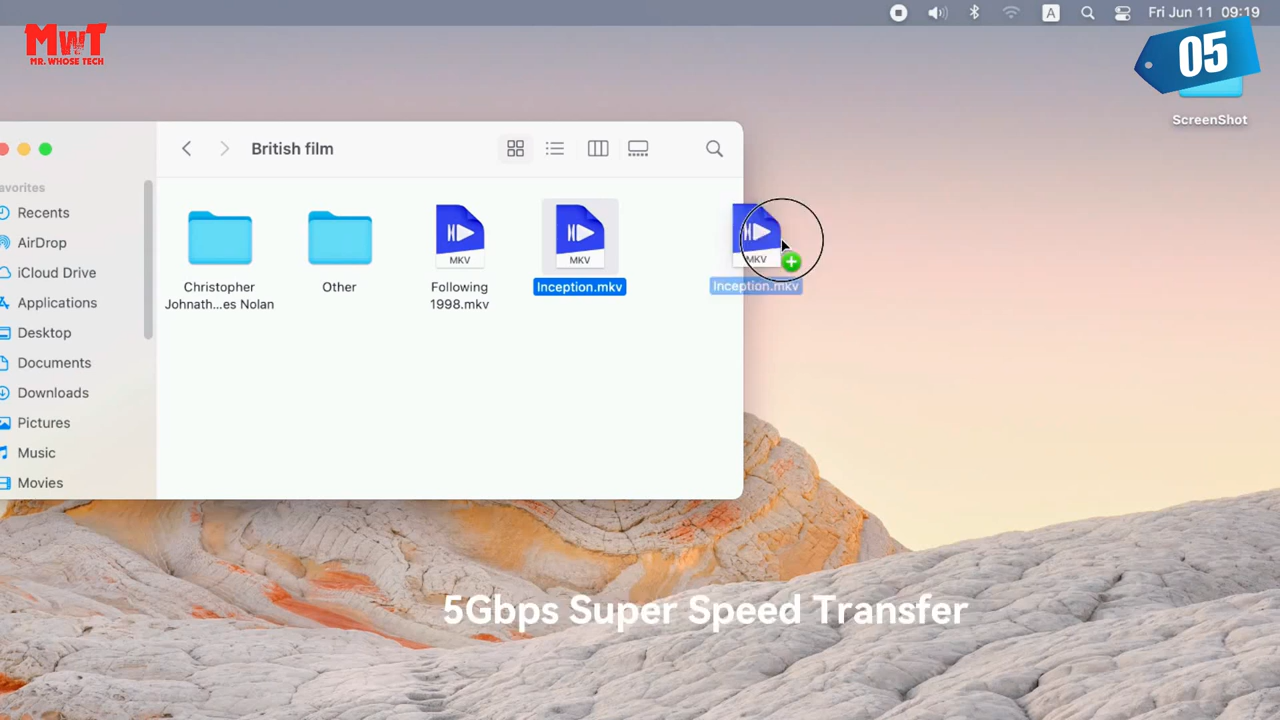 Fri Jun 11 09:19
A
MWT
MR. WHOSE TECH
05
ScreenShot
British film
avorites
Recents
AirDrop
iCloud Drive
Applications
Desktop
Documents
Downloads
Pictures
Music
Movies
MKV
MKV
MKV
Christopher
Johnath...es Nolan
Other
Following
1998.mkv
Inception.mkv
Inception.mkv
5Gbps Super Speed Transfer